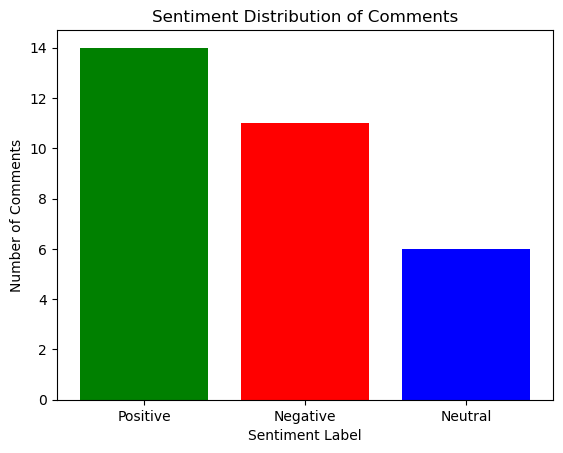 Sentiment Distribution of Comments
Number of Comments
14
12
10
8
6
4
2
0
Positive Negative Neutral
Sentiment Label